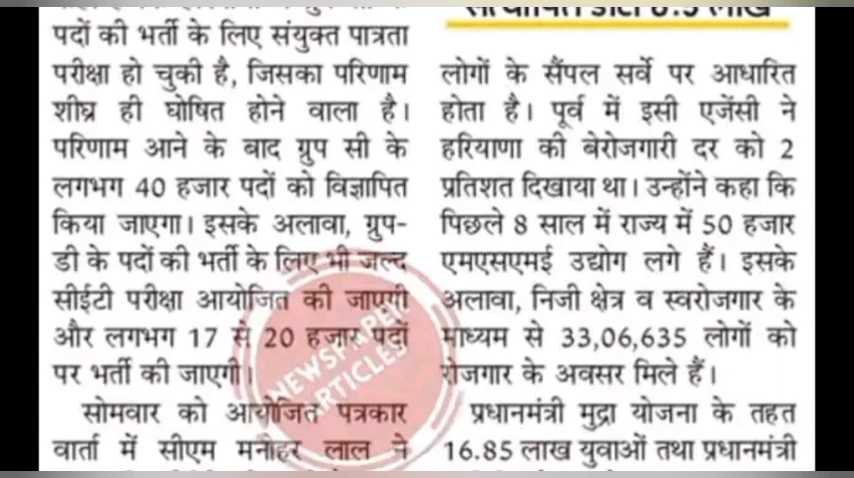 पदों की भर्ती के लिए संयुक्त पात्रता
परीक्षा हो चुकी है, जिसका परिणाम
शीघ्र ही घोषित होने वाला है।
परिणाम आने के बाद ग्रुप सी के
लगभग 40 हजार पदों को विज्ञापित
किया जाएगा। इसके अलावा, ग्रुप-
डी के पदों की भर्ती के लिए भी जल्द
सीईटी परीक्षा आयोजित की जाएगी
और लगभग 17 से 20 हजार पदों
पर भर्ती की जाएगी।
सोमवार को आयोजित पत्रकार
वार्ता में सीएम मनोहर लाल ने
लोगों के सैंपल सर्वे पर आधारित
होता है। पूर्व में इसी एजेंसी ने
हरियाणा की बेरोजगारी दर को 2
प्रतिशत दिखाया था। उन्होंने कहा कि
पिछले 8 साल में राज्य में 50 हजार
एमएसएमई उद्योग लगे हैं। इसके
अलावा, निजी क्षेत्र व स्वरोजगार के
माध्यम से 33,06,635 लोगों को
रोजगार के अवसर मिले हैं।
प्रधानमंत्री मुद्रा योजना के तहत
16.85 लाख युवाओं तथा प्रधानमंत्री
NEWSPAPER
ARTICLES